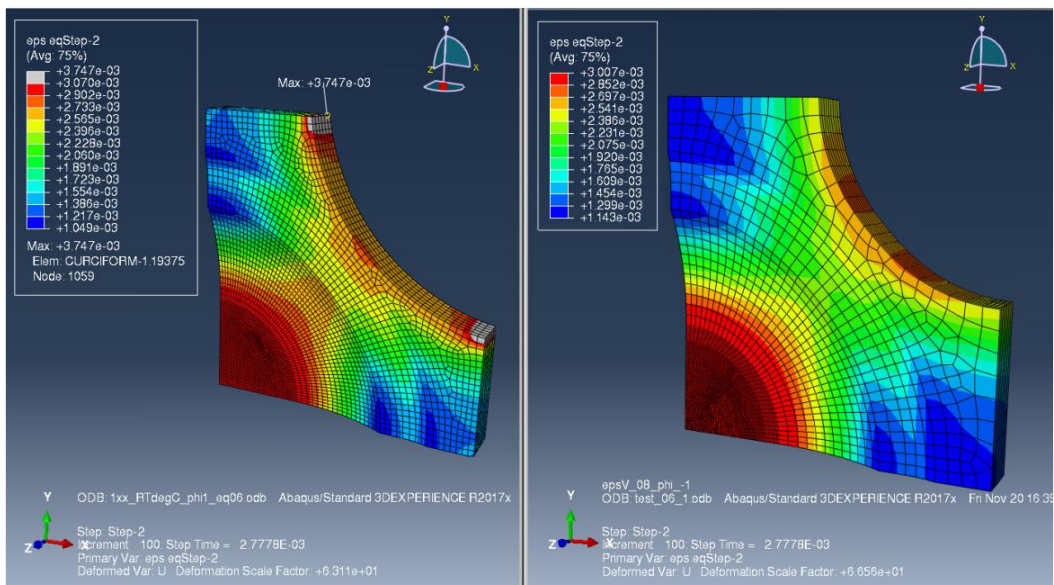 eps eqStep-2
(Avg: 75%)
+3.747e-03
+3.070e-03
+2.902e-03
+2.733e-03
+2.565e-03
+2.396e-03
+2.228e-03
+2.060e-03
+1.891e-03
+1.723e-03
+1.554e-03
+1.386e-03
+1.217e-03
+1.049e-03
Max: +3.747e-03
Elem: CURCIFORM-1.19375
Node: 1059
Max: +3.747e-03
Y
Z
X
Y
Z
X
ODB: 1xx_RTdegC_phi1_eq06.odb Abaqus/Standard 3DEXPERIENCE R2017x
Step: Step-2
Increment 100: Step Time = 2.7778E-03
Primary Var: eps eqStep-2
Deformed Var: U Deformation Scale Factor: +6.311e+01
eps eqStep-2
(Avg: 75%)
+3.007e-03
+2.852e-03
+2.697e-03
+2.541e-03
+2.386e-03
+2.231e-03
+2.075e-03
+1.920e-03
+1.765e-03
+1.609e-03
+1.454e-03
+1.299e-03
+1.143e-03
Y
Z
X
Y
Z
X
epsV_08_phi_-1
ODB: test_06_1.odb Abaqus/Standard 3DEXPERIENCE R2017x Fri Nov 20 16:39
Step: Step-2
Increment 100: Step Time = 2.7778E-03
Primary Var: eps eqStep-2
Deformed Var: U Deformation Scale Factor: +6.656e+01